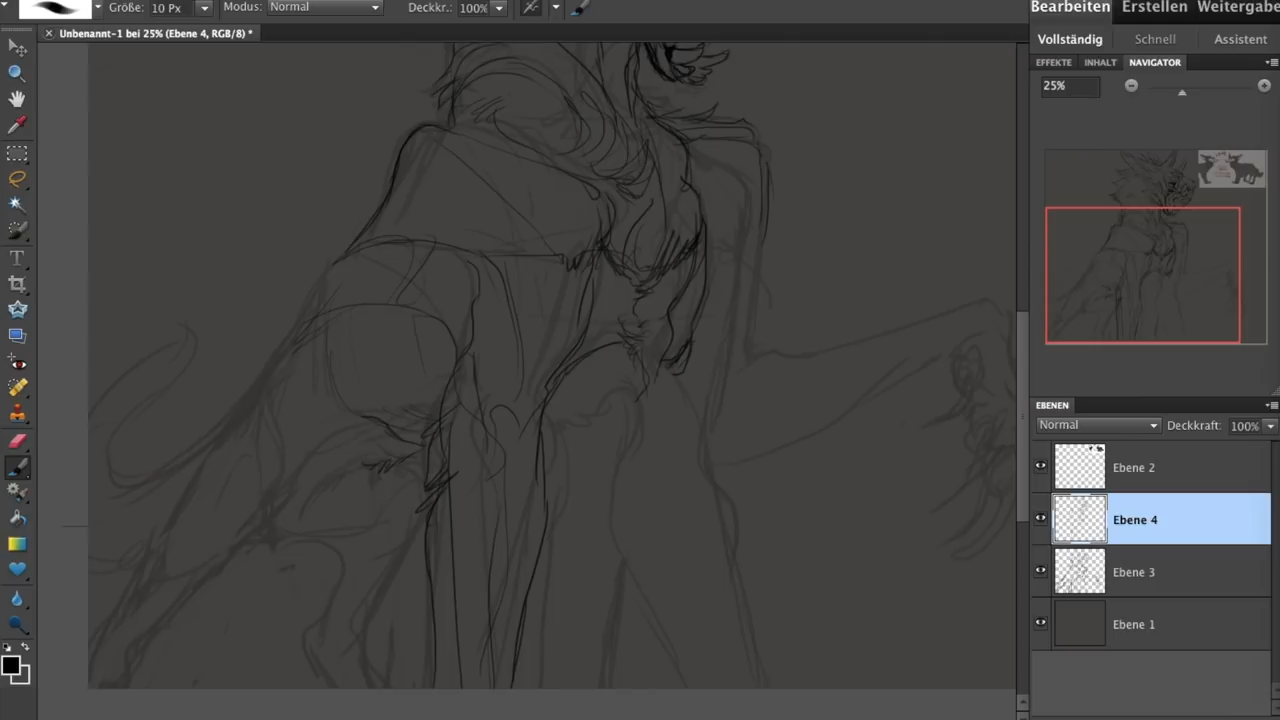 Größe: 10 Px Modus: Normal Deckkr.: 100%
Bearbeiten Erstellen Weitergabe
Unbenannt-1 bei 25% (Ebene 4, RGB/8) *
Vollständig Schnell Assistent
EFFEKTE INHALT NAVIGATOR
25%
EBENEN
Normal Deckkraft: 100%
Ebene 2
Ebene 4
Ebene 3
Ebene 1